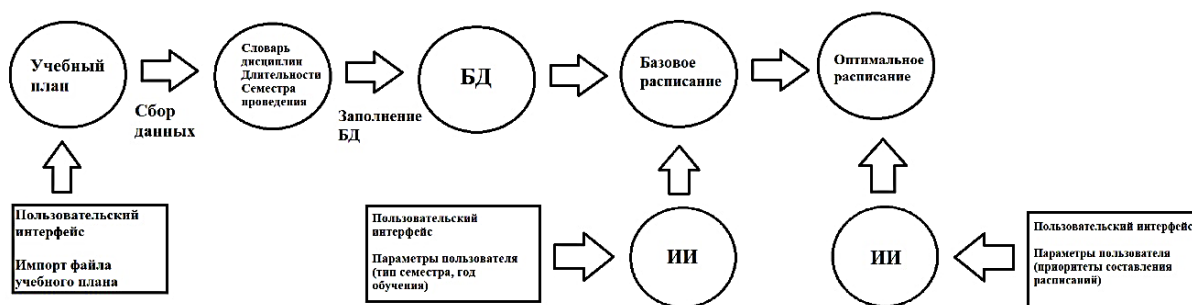 Учебный
план
Сбор
данных
Словарь
дисциплин
Длительности
Семестра
проведения
Заполнение
БД
БД
Базовое
расписание
Оптимальное
расписание
Пользовательский
интерфейс
Импорт файла
учебного плана
Пользовательский
интерфейс
Параметры пользователя
(тип семестра, год
обучения)
ИИ
ИИ
Пользовательский интерфейс
Параметры пользователя
(приоритеты составления
расписаний)